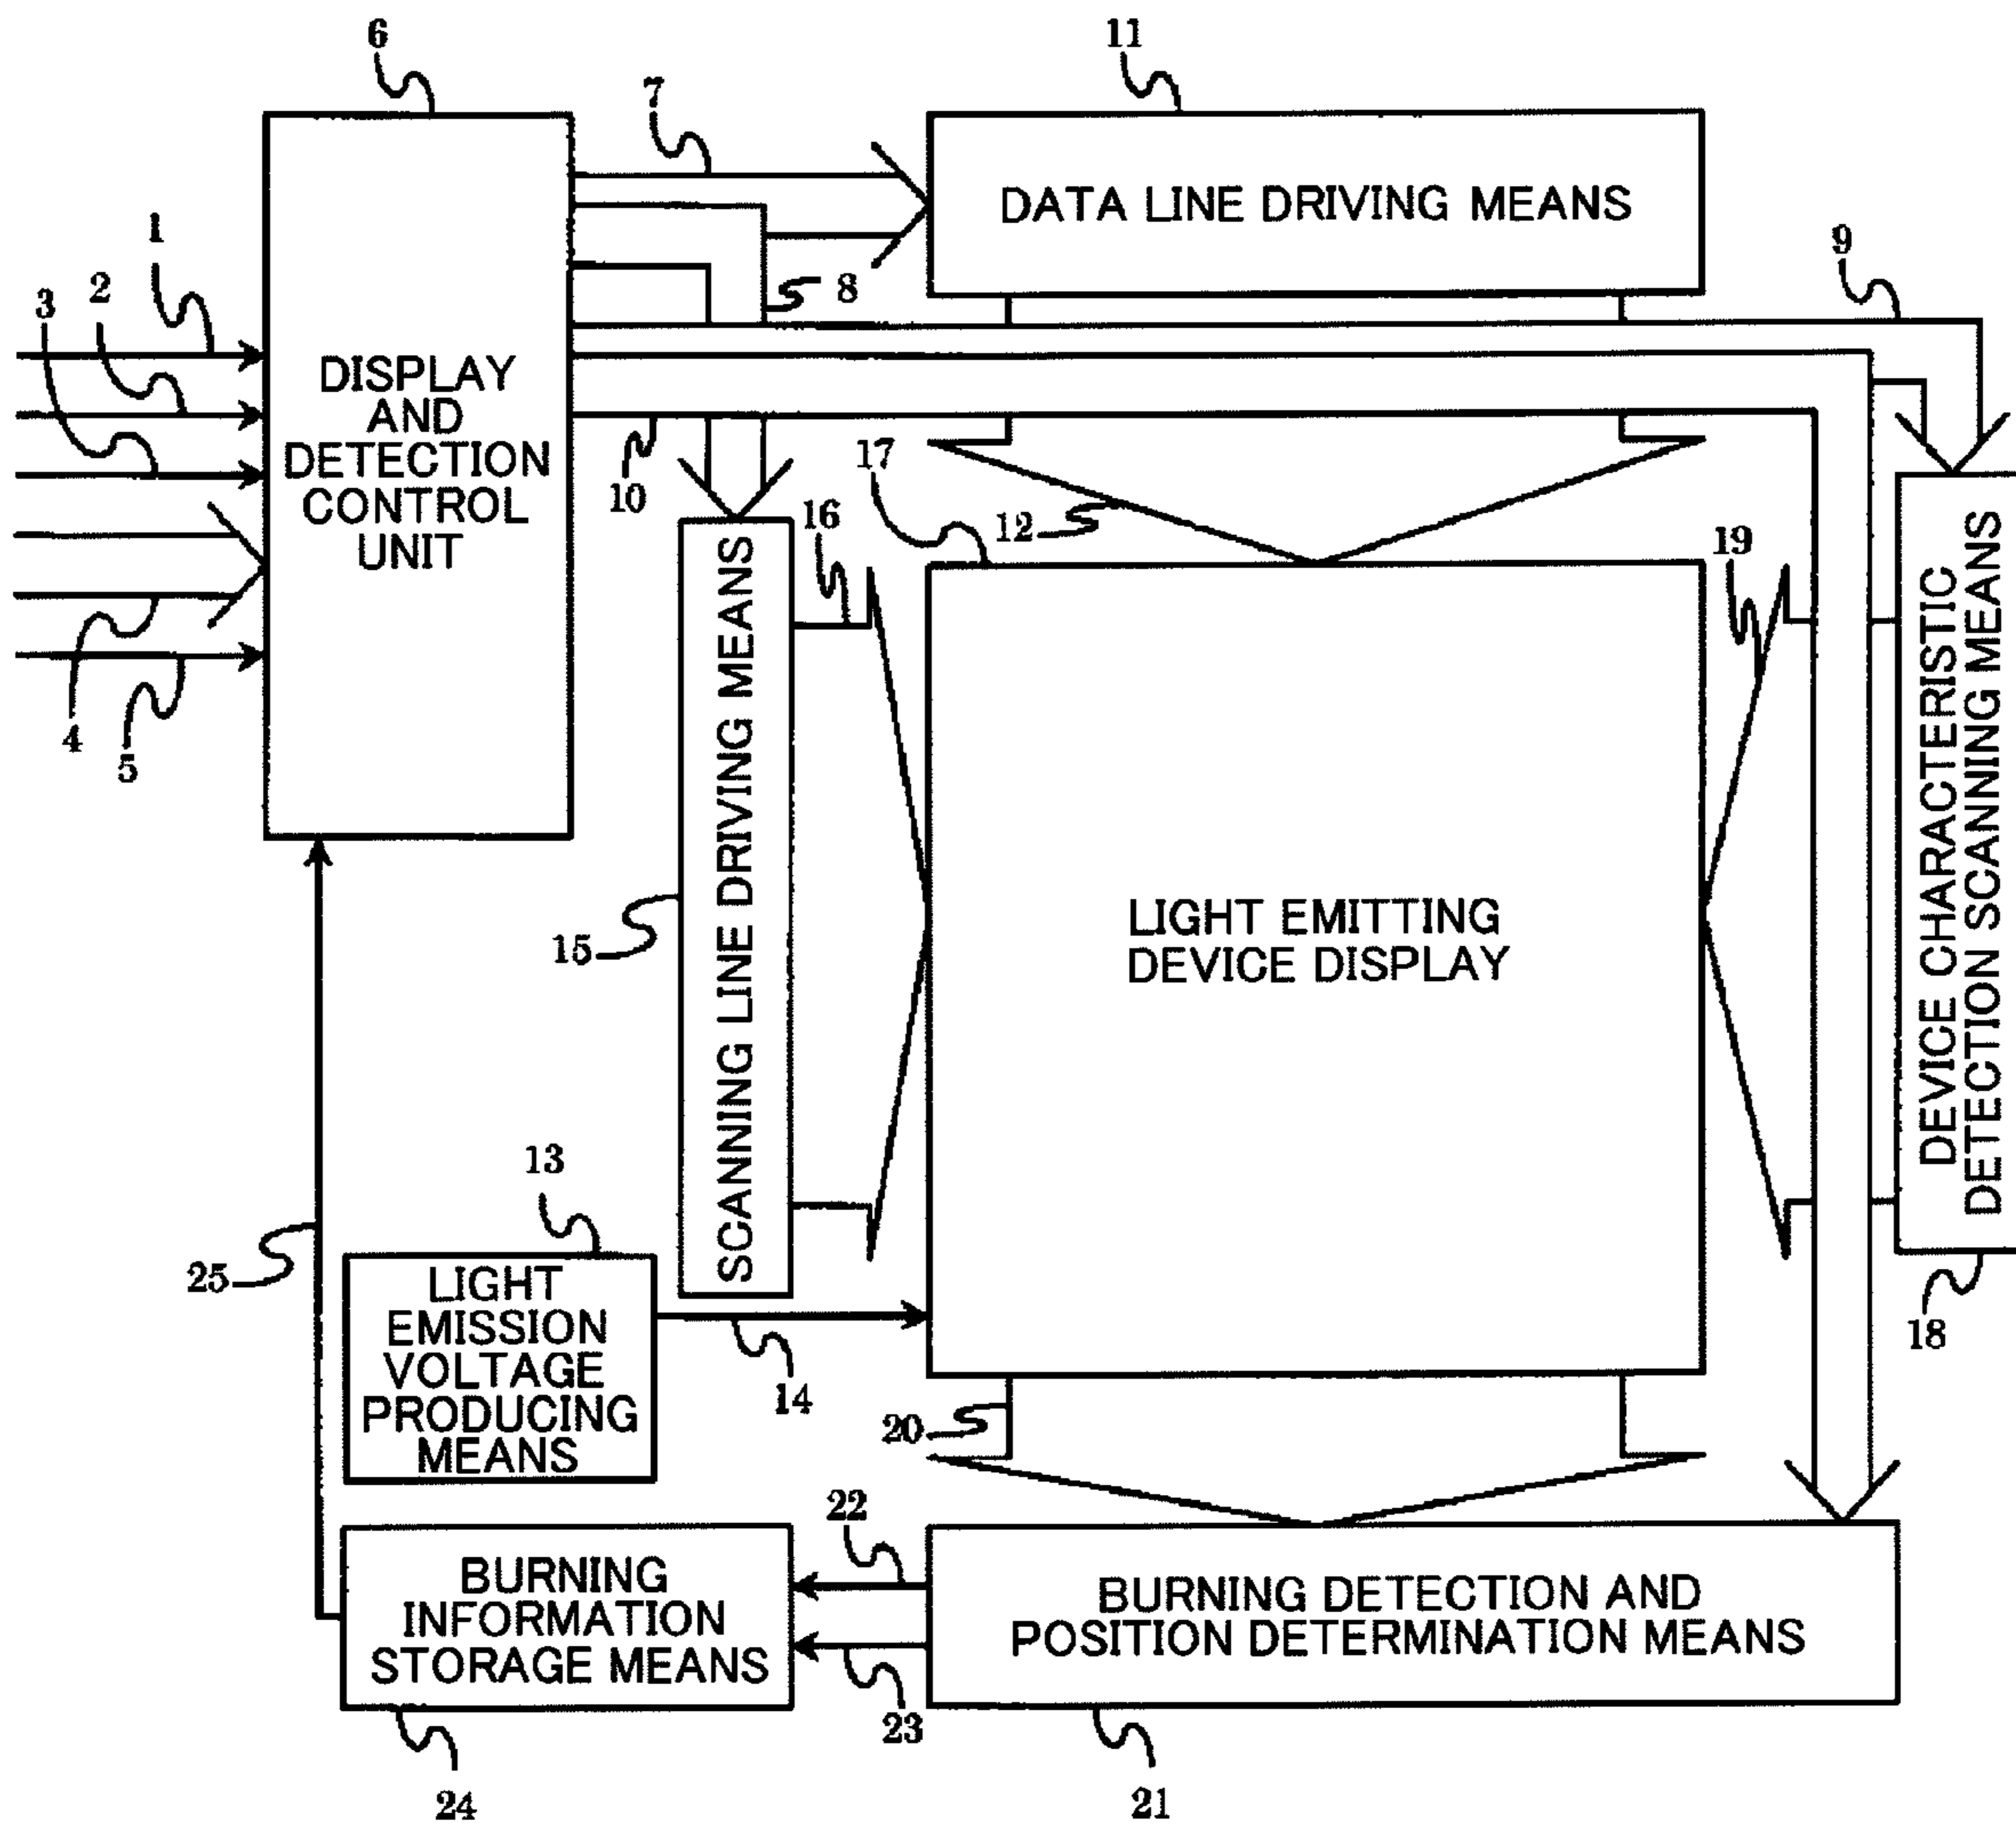 6
11
7
DATA LINE DRIVING MEANS
1
9
2
3
8
DISPLAY
AND
DETECTION
CONTROL
UNIT
17
10
16
12
19
4
5
SCANNING LINE DRIVING MEANS
DEVICE CHARACTERISTIC
DETECTION SCANNING MEANS
15
LIGHT EMITTING
DEVICE DISPLAY
13
25
LIGHT
EMISSION
VOLTAGE
PRODUCING
MEANS
14
18
20
22
BURNING
INFORMATION
STORAGE MEANS
BURNING DETECTION AND
POSITION DETERMINATION MEANS
23
24
21